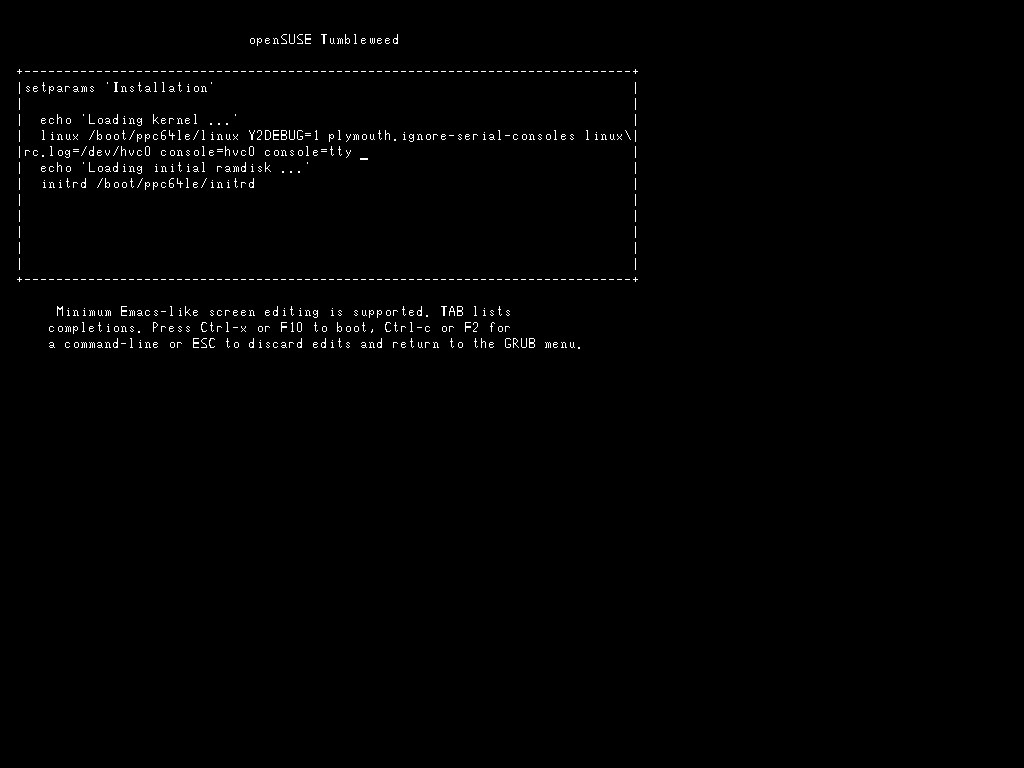 openSUSE Tumbleweed
+----------------------------------------------------------------------------+
|setparams 'Installation'                                                    |
|                                                                            |
|  echo 'Loading kernel ...'                                                 |
|  linux /boot/ppc64le/linux Y2DEBUG=1 plymouth.ignore-serial-consoles linux\|
|rc.log=/dev/hvc0 console=hvc0 console=tty _                                 |
|  echo 'Loading initial ramdisk ...'                                        |
|  initrd /boot/ppc64le/initrd                                               |
|                                                                            |
|                                                                            |
|                                                                            |
|                                                                            |
|                                                                            |
+----------------------------------------------------------------------------+
Minimum Emacs-like screen editing is supported. TAB lists
completions. Press Ctrl-x or F10 to boot, Ctrl-c or F2 for
a command-line or ESC to discard edits and return to the GRUB menu.